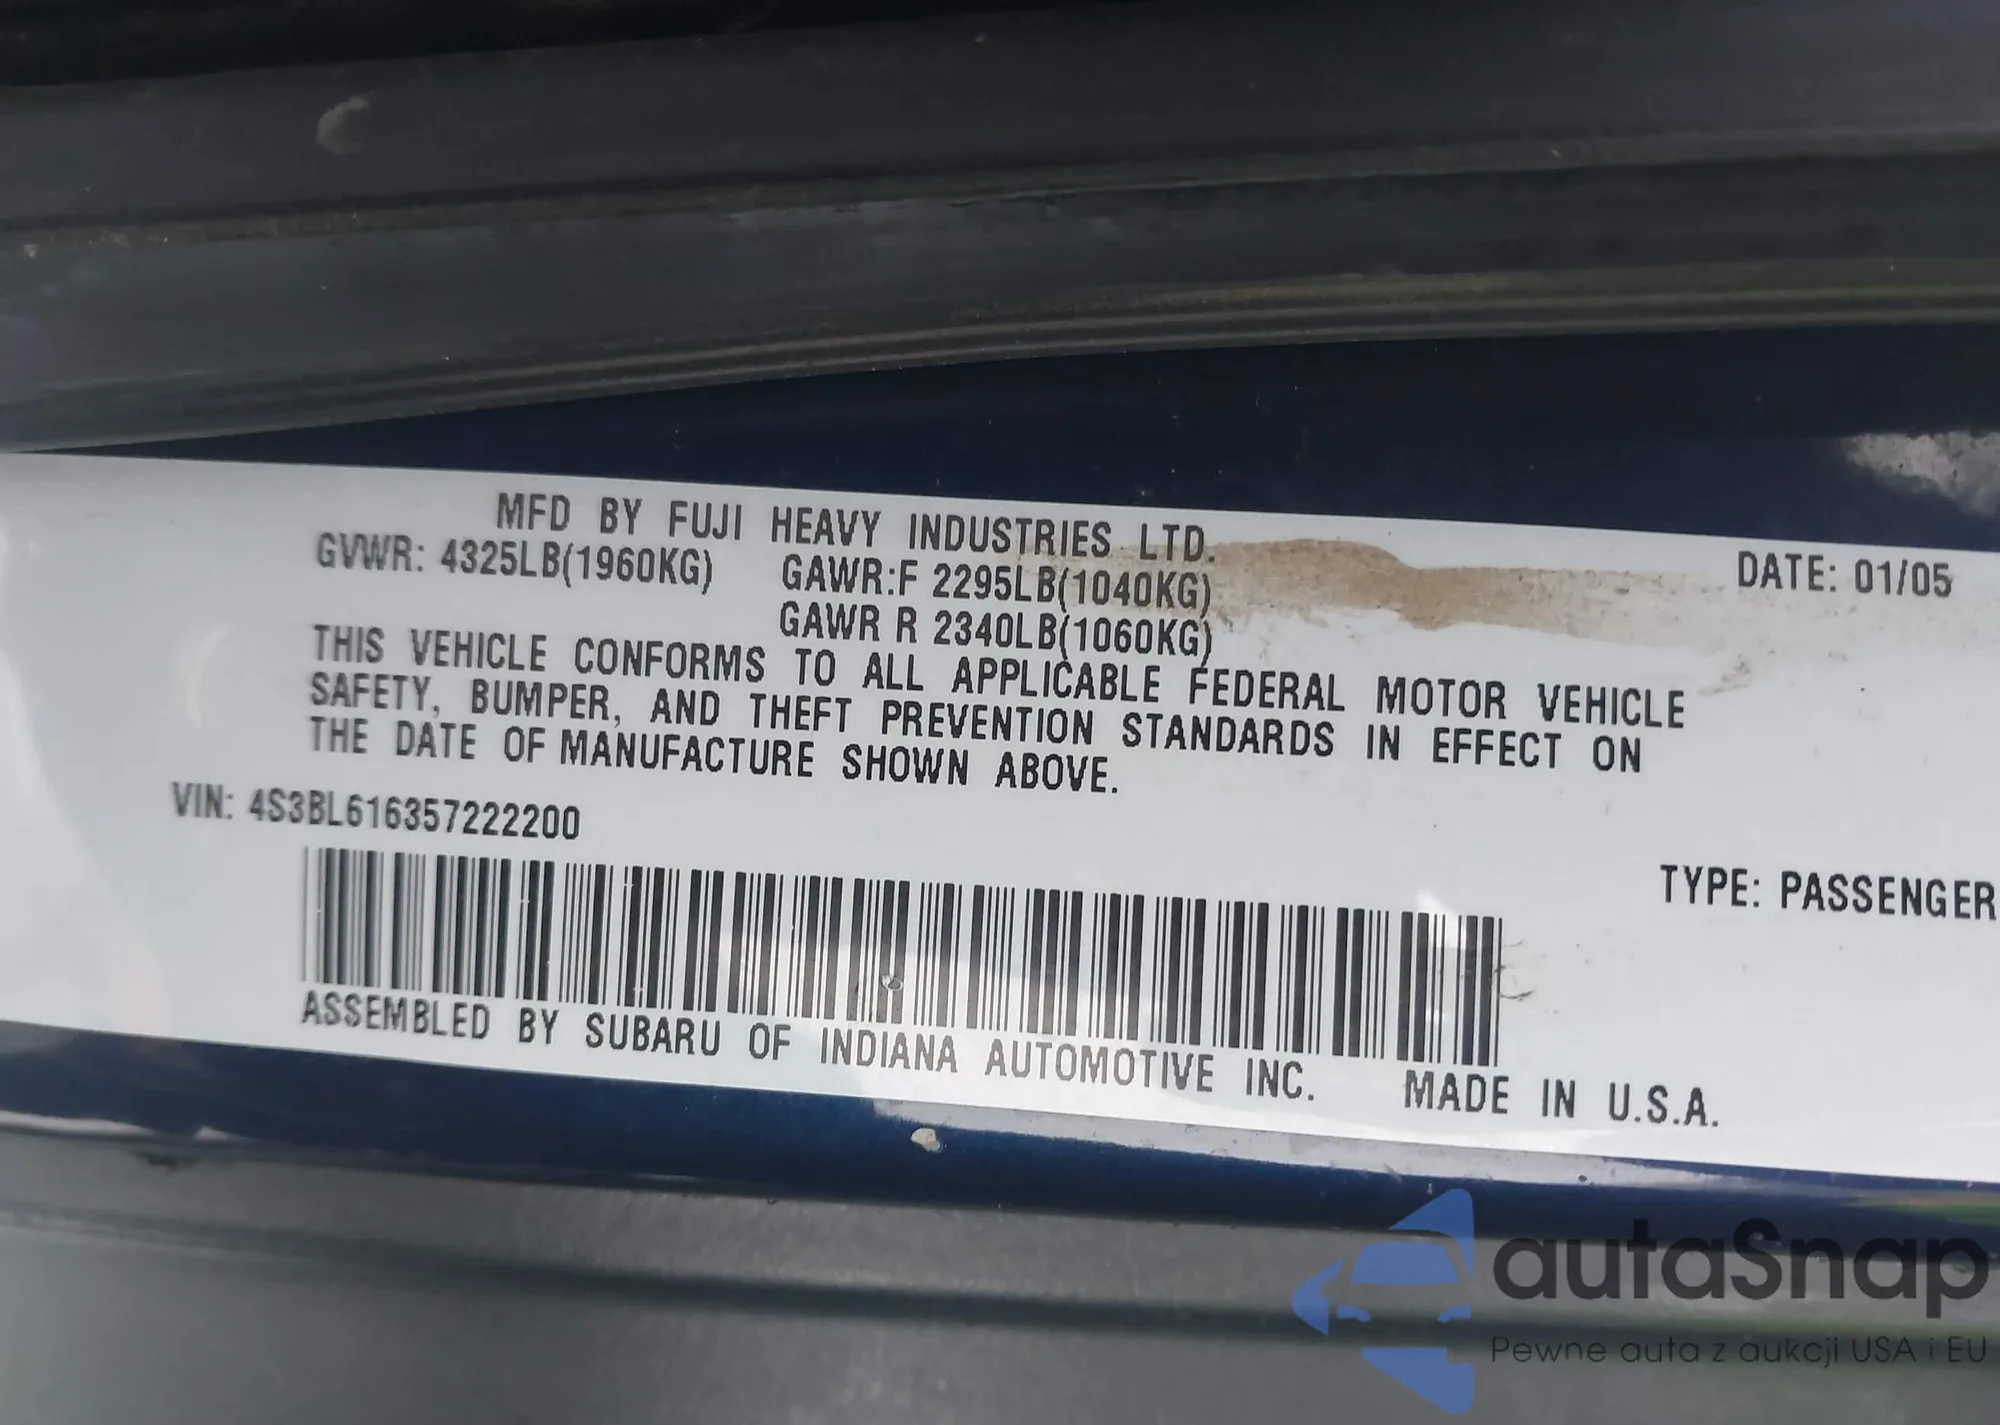 MFD BY FUJI HEAVY INDUSTRIES LTD.
DATE: 01/05
GVWR: 4325LB(1960KG) GAWR:F 2295LB(1040KG)
GAWR R 2340LB(1060KG)
THIS VEHICLE CONFORMS TO ALL APPLICABLE FEDERAL MOTOR VEHICLE
SAFETY, BUMPER, AND THEFT PREVENTION STANDARDS IN EFFECT ON
THE DATE OF MANUFACTURE SHOWN ABOVE.
VIN: 4S3BL616357222200
TYPE: PASSENGER
ASSEMBLED BY SUBARU OF INDIANA AUTOMOTIVE INC. MADE IN U.S.A.
autaSnap
Pewne auta z aukcji USA i EU